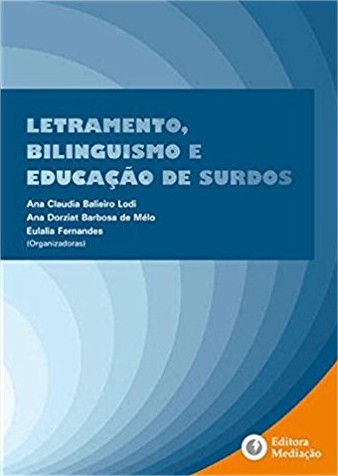 LETRAMENTO,
BILINGUISMO E
EDUCAÇÃO DE SURDOS
Ana Claudia Balieiro Lodi
Ana Dorziat Barbosa de Mélo
Eulalia Fernandes
(Organizadoras)
Editora
Mediação